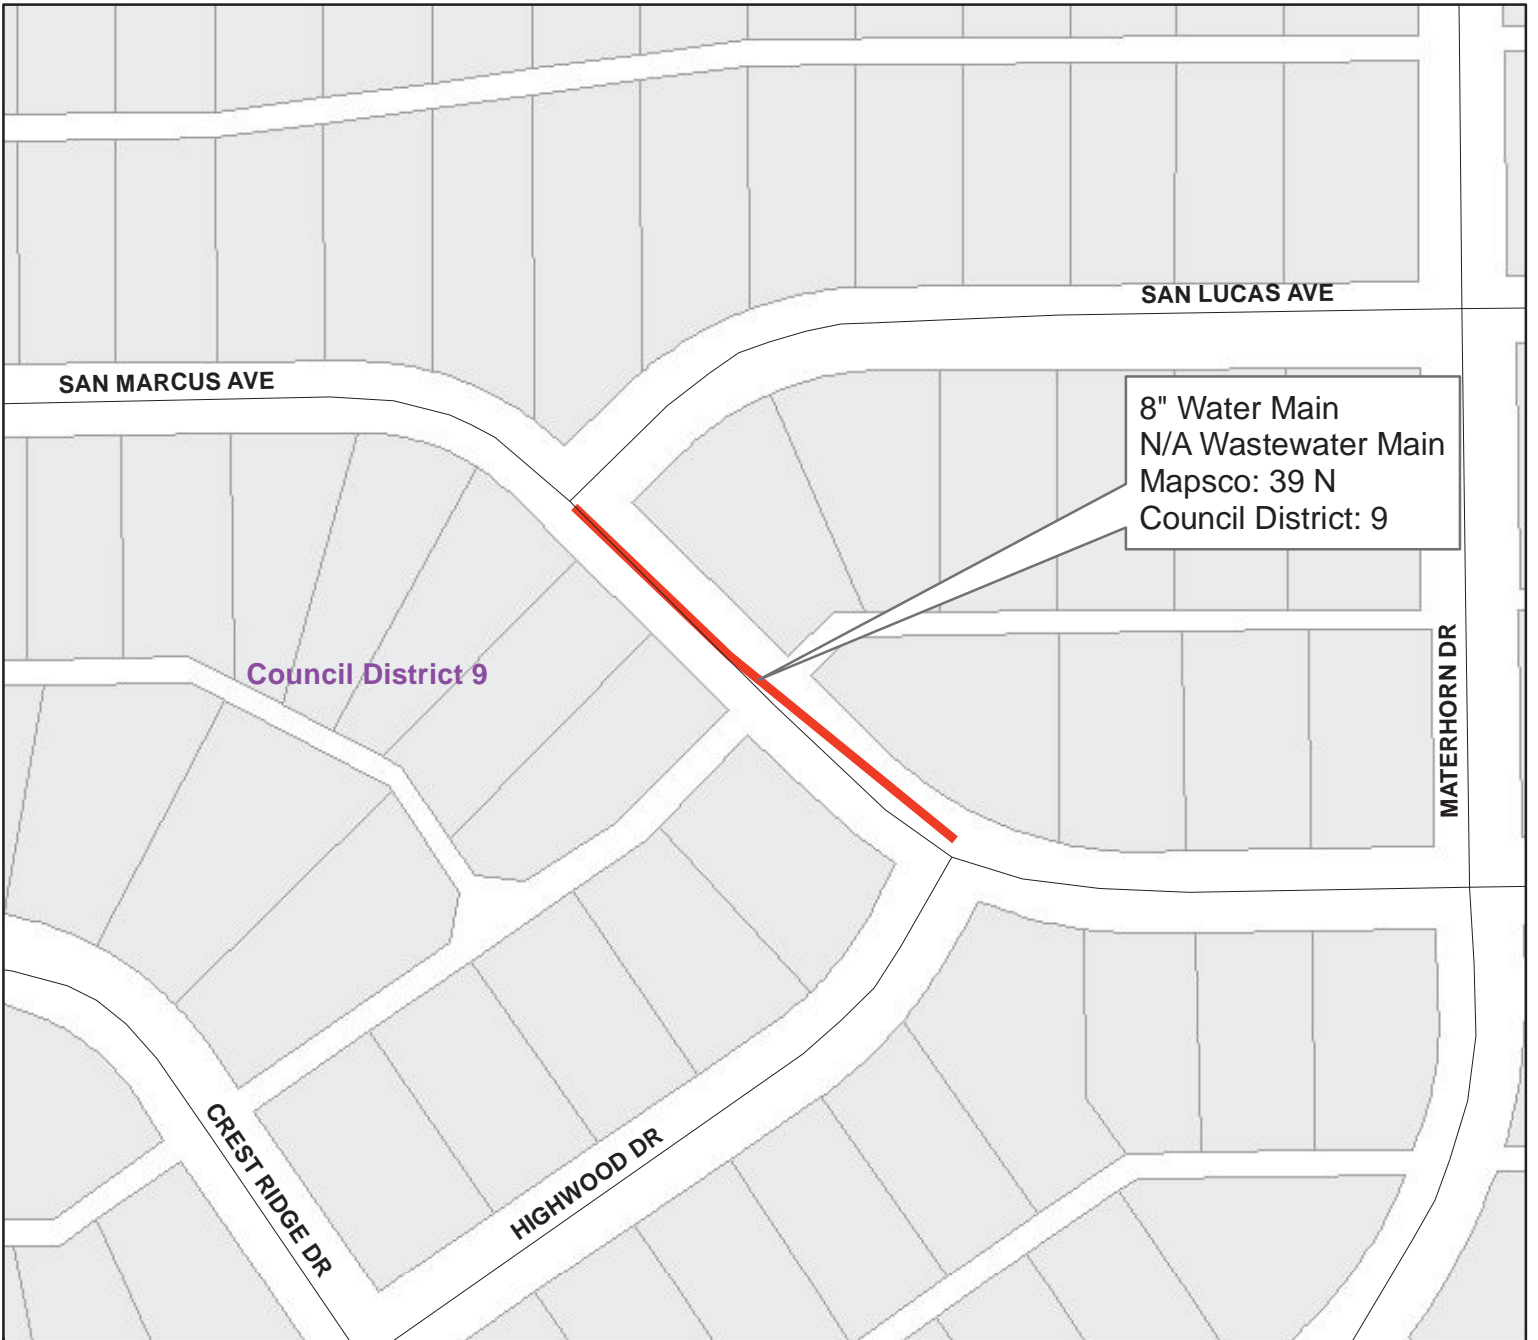 SAN LUCAS AVE
SAN MARCUS AVE
8" Water Main
N/A Wastewater Main
Mapsco: 39 N
Council District: 9
Council District 9
MATERHORN DR
CREST RIDGE DR
HIGHWOOD DR